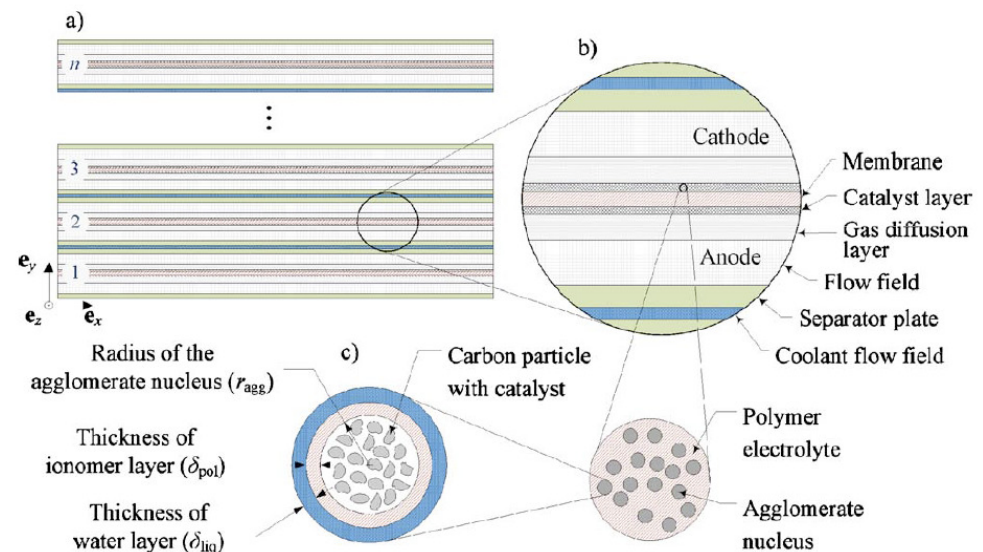 a)
n
3
2
1
e_y
e_z
e_x
b)
Cathode
Anode
Membrane
Catalyst layer
Gas diffusion
layer
Flow field
Separator plate
Coolant flow field
c)
Radius of the
agglomerate nucleus (r_agg)
Carbon particle
with catalyst
Thickness of
ionomer layer (δ_pol)
Thickness of
water layer (δ_liq)
Polymer
electrolyte
Agglomerate
nucleus